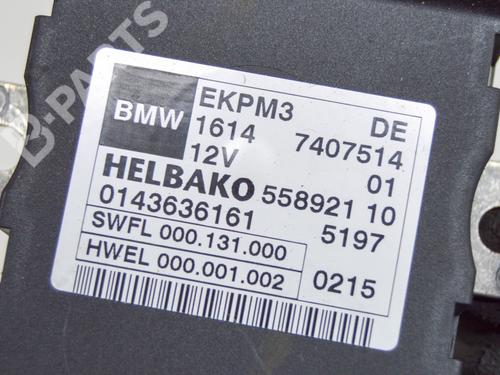 B-PARTS
BMW
EKPM3 DE
1614 7407514
12V 01
HELBAKO 558921 10
0143636161 5197
SWFL 000.131.000
HWEL 000.001.002 0215